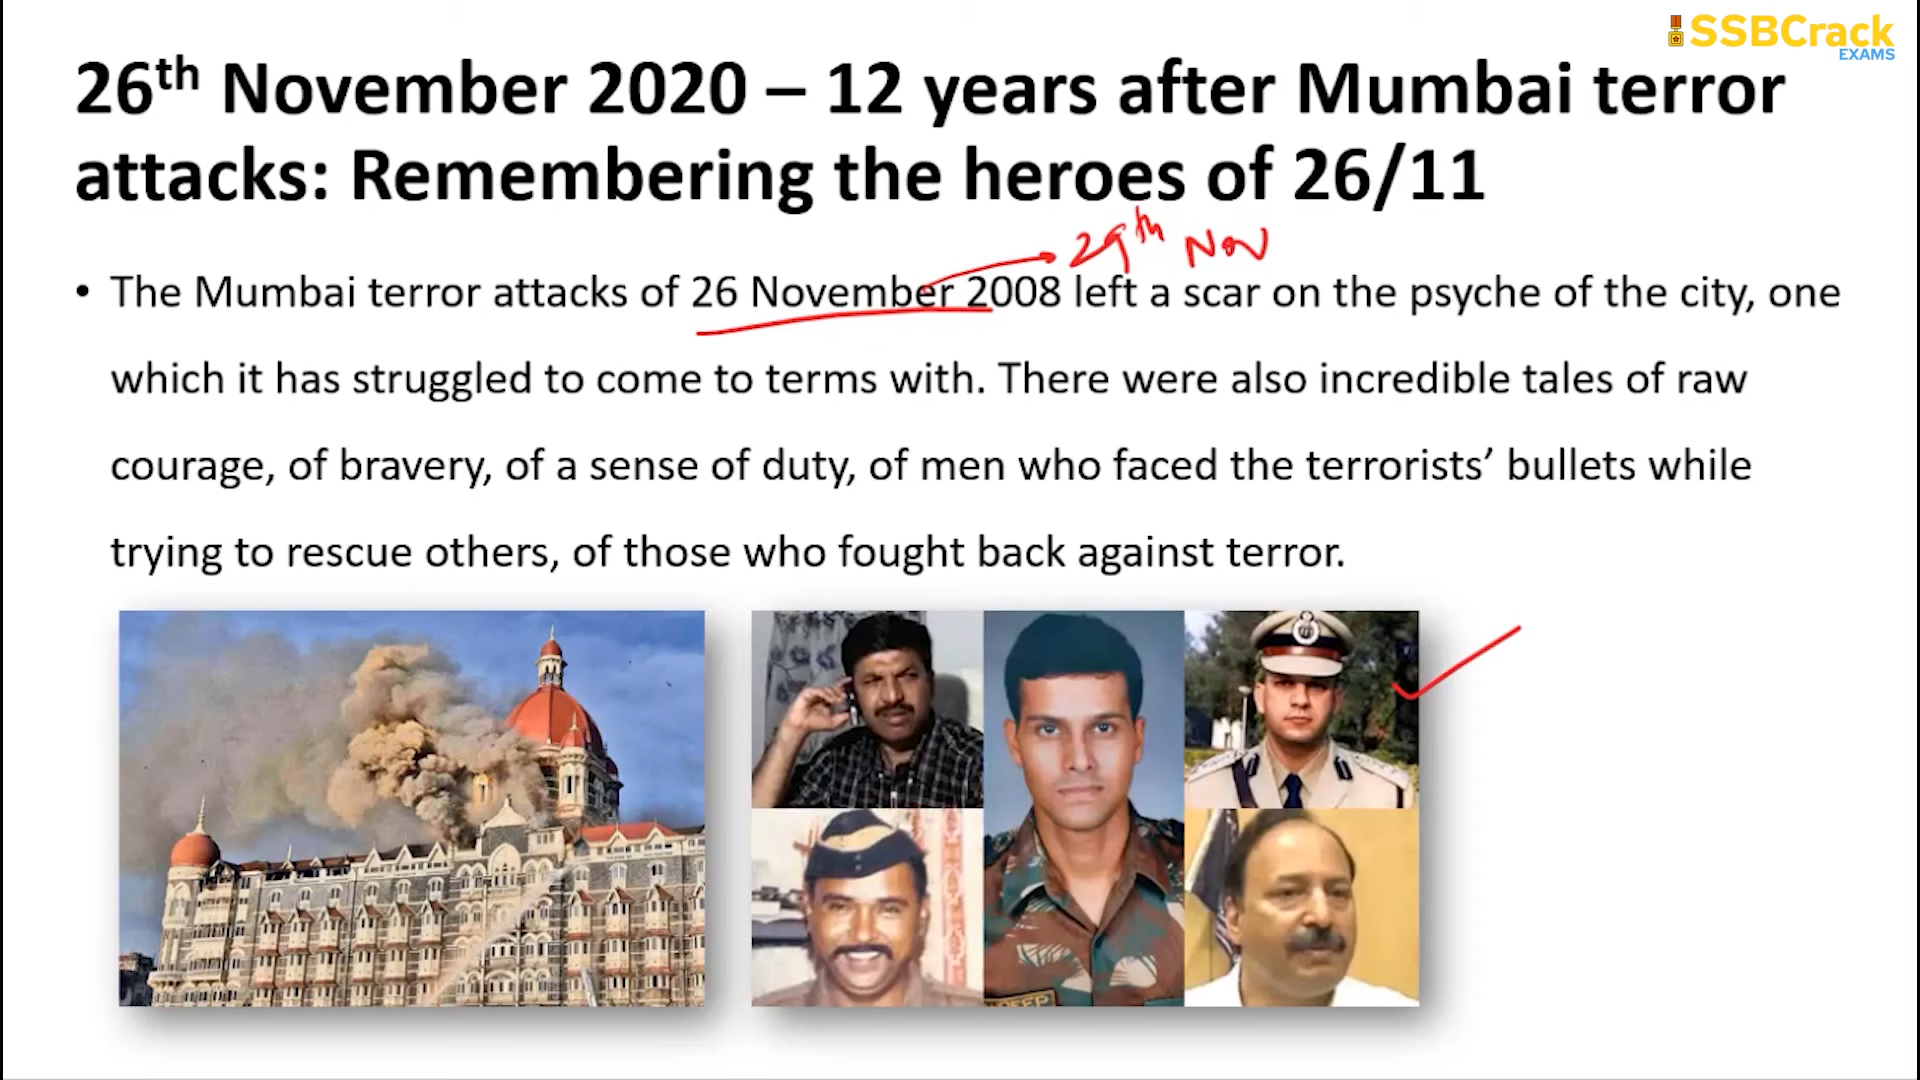 SSBCrack
EXAMS
26th November 2020 – 12 years after Mumbai terror
attacks: Remembering the heroes of 26/11
29th Nov
• The Mumbai terror attacks of 26 November 2008 left a scar on the psyche of the city, one
which it has struggled to come to terms with. There were also incredible tales of raw
courage, of bravery, of a sense of duty, of men who faced the terrorists’ bullets while
trying to rescue others, of those who fought back against terror.